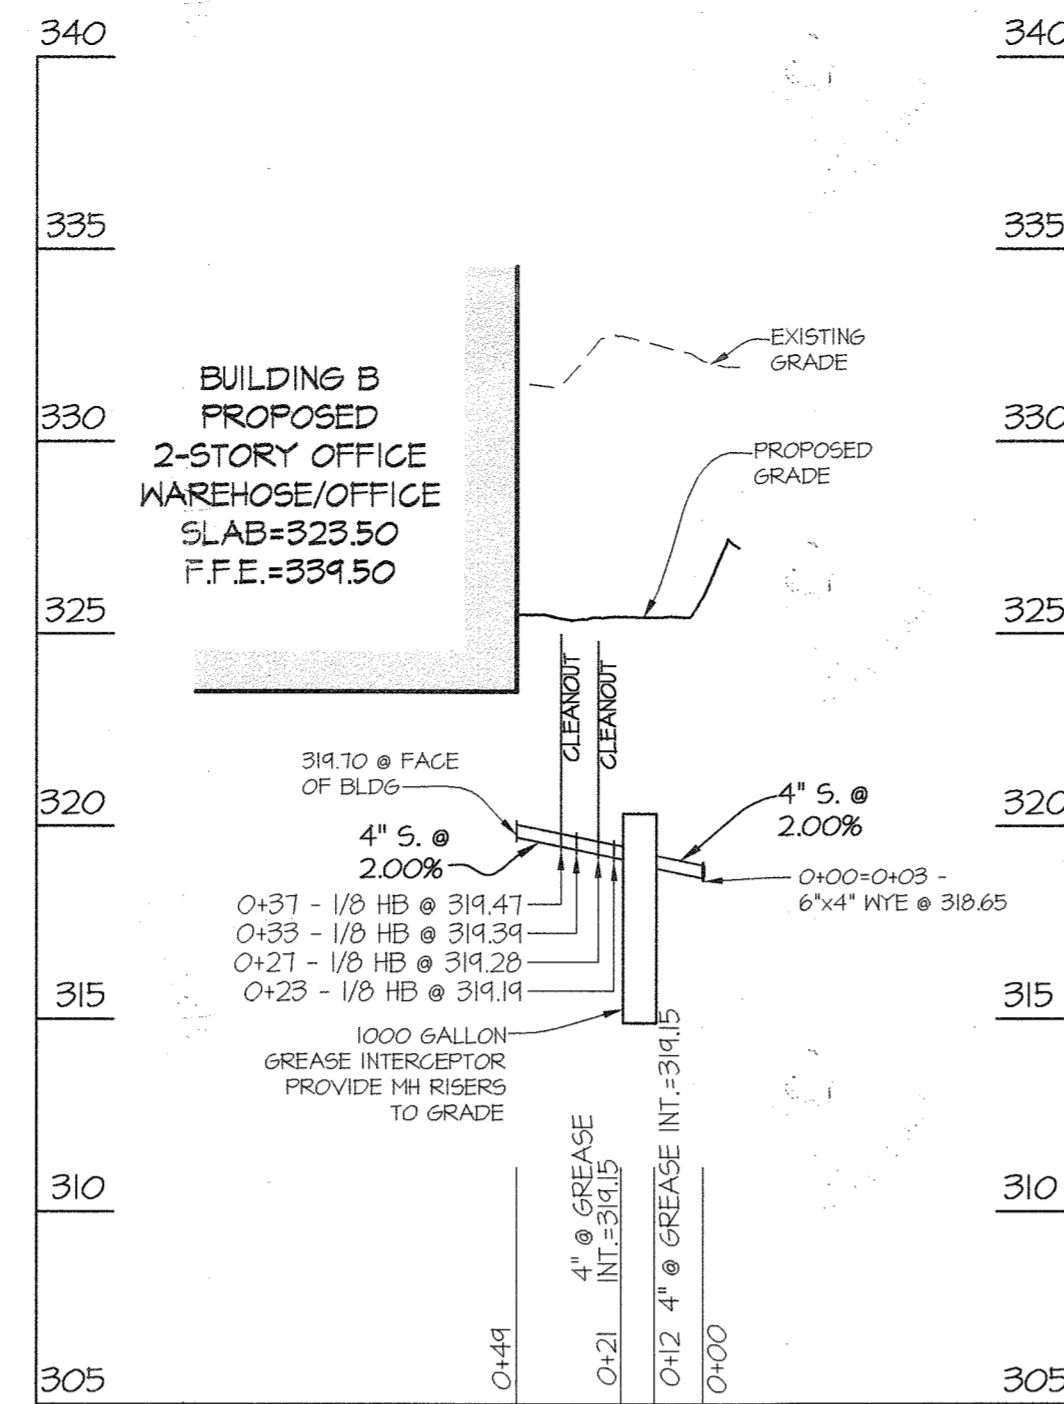 340
340
335
335
EXISTING
GRADE
BUILDING B
PROPOSED
2-STORY OFFICE
WAREHOSE/OFFICE
SLAB=323.50
F.F.E.=339.50
330
330
PROPOSED
GRADE
325
325
CLEANOUT
CLEANOUT
319.70 @ FACE
OF BLDG
320
320
4" S. @
2.00%
4" S. @
2.00%
0+00=0+03 -
6"x4" WYE @ 318.65
0+37 - 1/8 HB @ 319.47
0+33 - 1/8 HB @ 319.39
0+27 - 1/8 HB @ 319.28
0+23 - 1/8 HB @ 319.19
315
315
1000 GALLON
GREASE INTERCEPTOR
PROVIDE MH RISERS
TO GRADE
310
310
0+49
0+21 4" @ GREASE
INT.=319.15
0+12 4" @ GREASE INT.=319.15
0+00
305
305